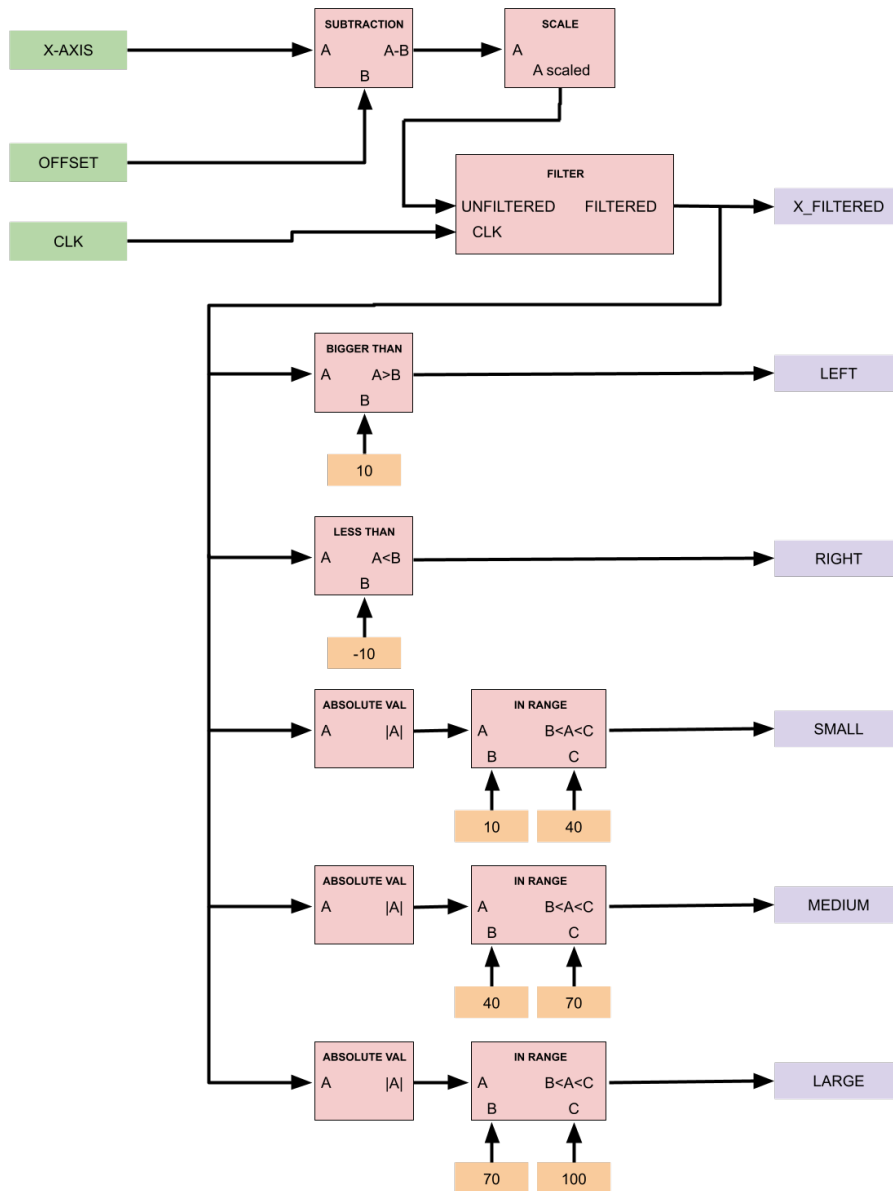 SUBTRACTION
SCALE
X-AXIS
A A-B
A
B
A scaled
OFFSET
FILTER
UNFILTERED FILTERED
X_FILTERED
CLK
CLK
BIGGER THAN
A A>B
LEFT
B
10
LESS THAN
A A<B
RIGHT
B
-10
ABSOLUTE VAL
IN RANGE
A |A|
A B<A<C
SMALL
B C
10
40
ABSOLUTE VAL
IN RANGE
A |A|
A B<A<C
MEDIUM
B C
40
70
ABSOLUTE VAL
IN RANGE
A |A|
A B<A<C
LARGE
B C
70
100